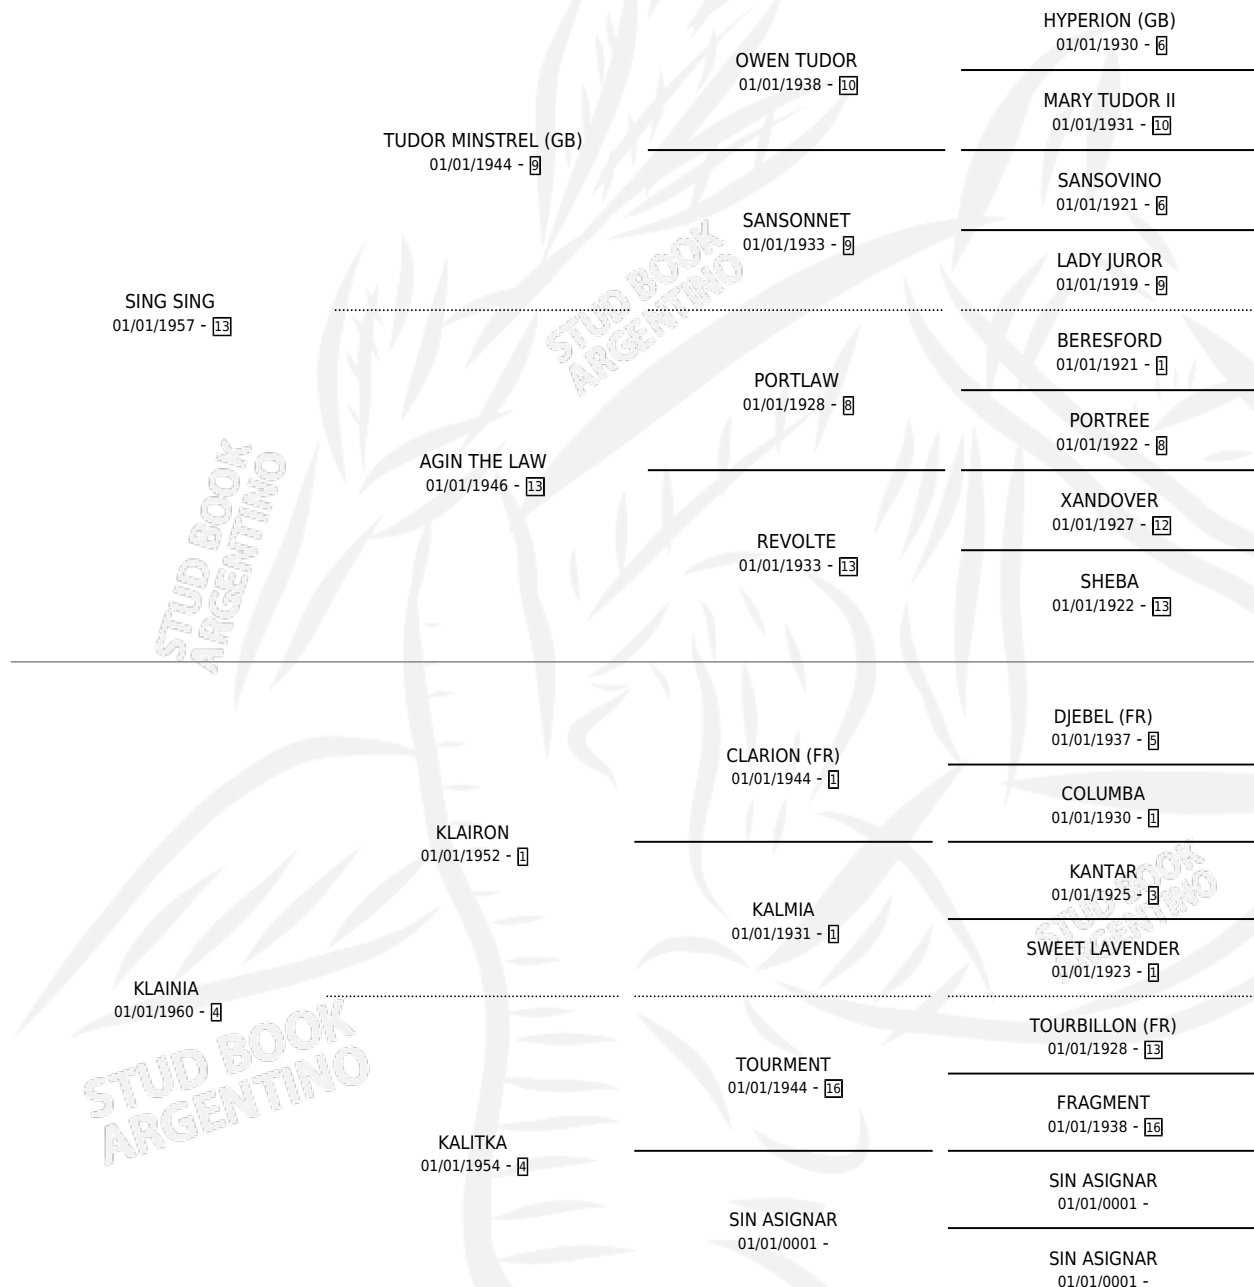 HYPERION (GB)
01/01/1930 - 6
OWEN TUDOR
01/01/1938 - 10
MARY TUDOR II
01/01/1931 - 10
TUDOR MINSTREL (GB)
01/01/1944 - 9
SANSOVINO
01/01/1921 - 6
SANSONNET
01/01/1933 - 9
LADY JUROR
01/01/1919 - 9
SING SING
01/01/1957 - 13
BERESFORD
01/01/1921 - 1
PORTLAW
01/01/1928 - 8
PORTREE
01/01/1922 - 8
AGIN THE LAW
01/01/1946 - 13
XANDOVER
01/01/1927 - 12
REVOLTE
01/01/1933 - 13
SHEBA
01/01/1922 - 13
DJEBEL (FR)
01/01/1937 - 5
CLARION (FR)
01/01/1944 - 1
COLUMBA
01/01/1930 - 1
KLAIRON
01/01/1952 - 1
KANTAR
01/01/1925 - 3
KALMIA
01/01/1931 - 1
SWEET LAVENDER
01/01/1923 - 1
KLAINIA
01/01/1960 - 4
TOURBILLON (FR)
01/01/1928 - 13
TOURMENT
01/01/1944 - 16
FRAGMENT
01/01/1938 - 16
KALITKA
01/01/1954 - 4
SIN ASIGNAR
01/01/0001 -
SIN ASIGNAR
01/01/0001 -
SIN ASIGNAR
01/01/0001 -
STUD BOOK
ARGENTINO
STUD BOOK
ARGENTINO
STUD BOOK
ARGENTINO
STUD BOOK
ARGENTINO